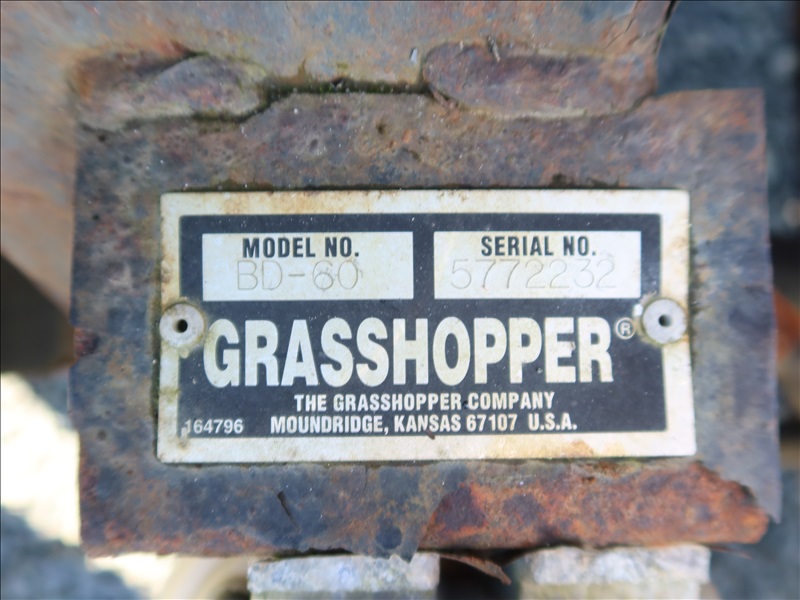 MODEL NO. SERIAL NO.
BD-60 5772232
GRASSHOPPER®
THE GRASSHOPPER COMPANY
164796 MOUNDRIDGE, KANSAS 67107 U.S.A.